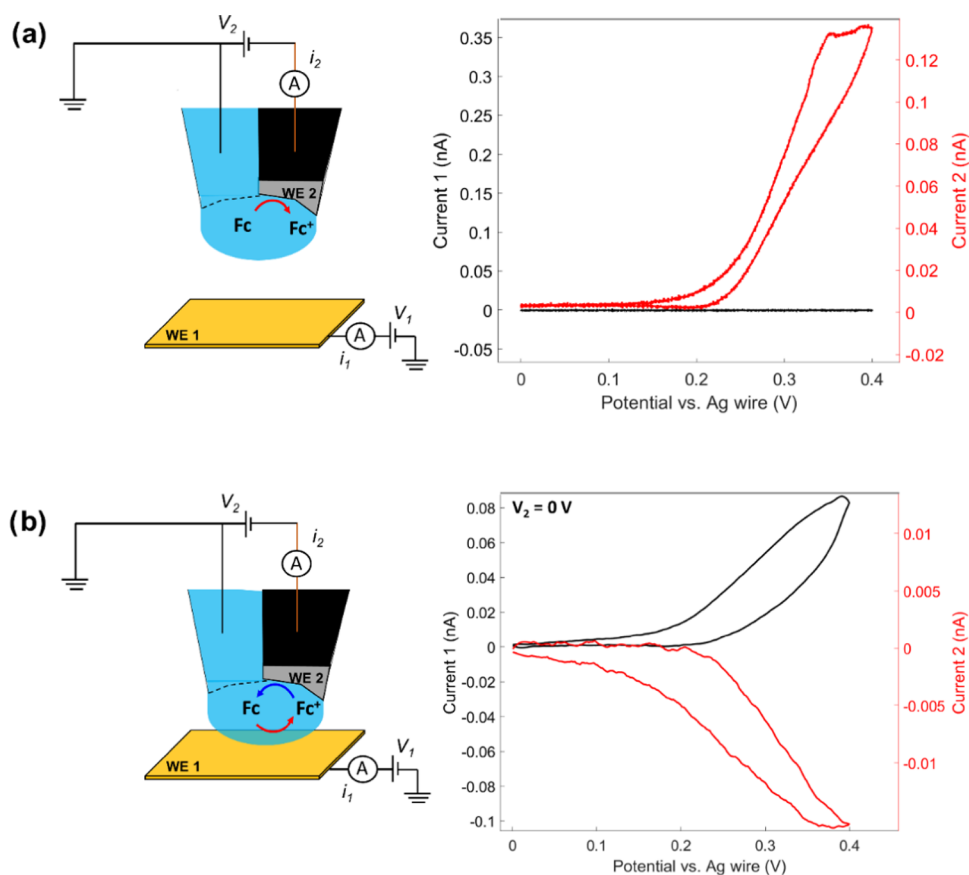 (a)
V2
i2
A
WE 2
Fc
Fc+
WE 1
A
V1
i1
Current 1 (nA)
0.35
0.3
0.25
0.2
0.15
0.1
0.05
0
-0.05
0
0.1
0.2
0.3
0.4
Potential vs. Ag wire (V)
0.12
0.1
0.08
0.06
0.04
0.02
0
-0.02
Current 2 (nA)
(b)
V2
i2
A
WE 2
Fc
Fc+
WE 1
A
V1
i1
V2 = 0 V
Current 1 (nA)
0.08
0.06
0.04
0.02
0
-0.02
-0.04
-0.06
-0.08
-0.1
0
0.1
0.2
0.3
0.4
Potential vs. Ag wire (V)
0.01
0.005
0
-0.005
-0.01
Current 2 (nA)